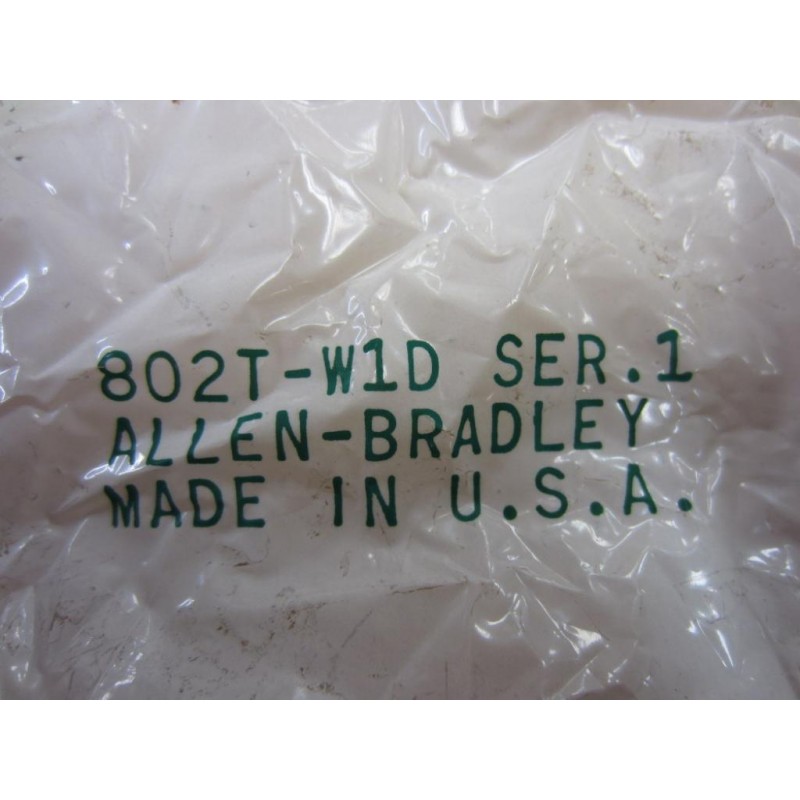 802T-W1D SER.1
ALLEN-BRADLEY
MADE IN U.S.A.